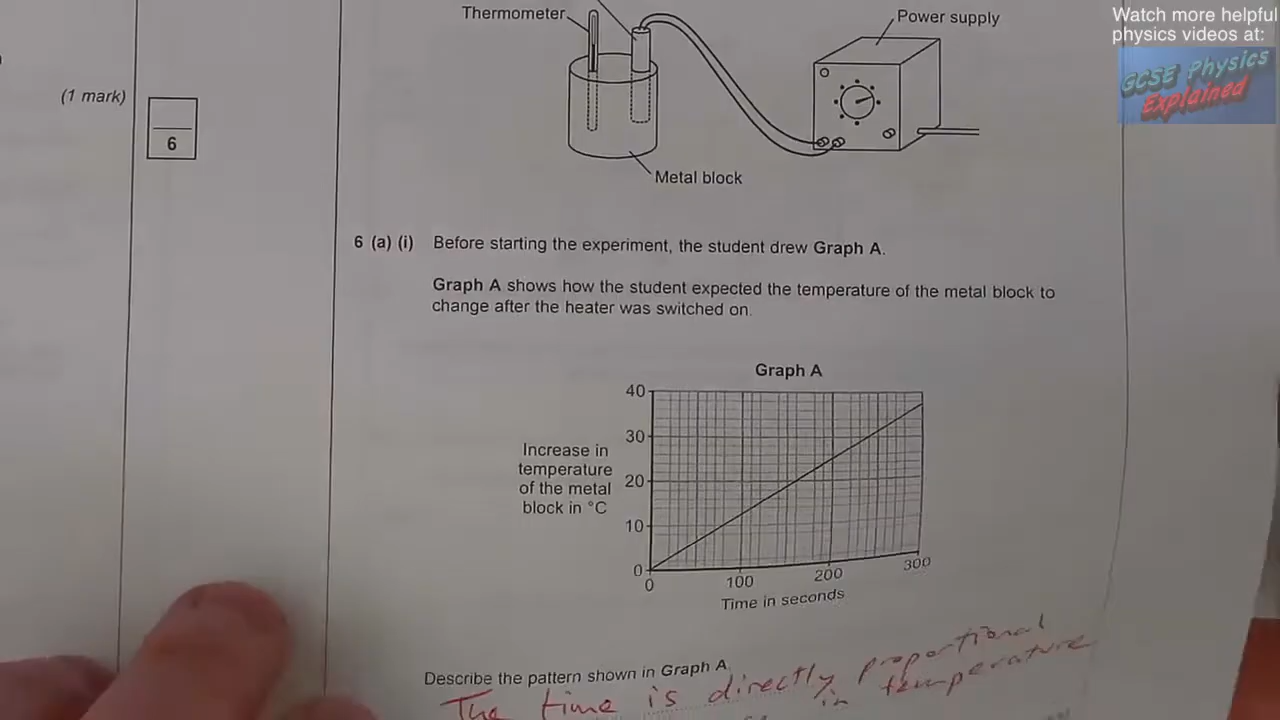 Watch more helpful
physics videos at:
GCSE Physics
Explained
Thermometer
Power supply
(1 mark)
6
Metal block
6 (a) (i) Before starting the experiment, the student drew Graph A.
Graph A shows how the student expected the temperature of the metal block to
change after the heater was switched on.
Graph A
40
30
Increase in
temperature
of the metal
block in °C
20
10
0
0 100 200 300
Time in seconds
Describe the pattern shown in Graph A.
The time is directly proportional
in temperature